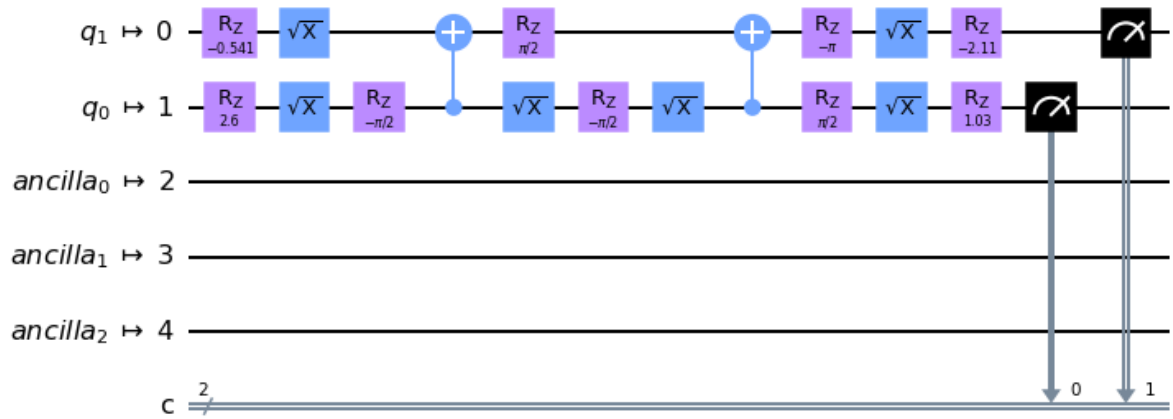 q₁ ↦ 0 R_Z −0.541 √X R_Z π/2 R_Z −π √X R_Z −2.11
q₀ ↦ 1 R_Z 2.6 √X R_Z −π/2 √X R_Z −π/2 √X R_Z π/2 √X R_Z 1.03
ancilla₀ ↦ 2
ancilla₁ ↦ 3
ancilla₂ ↦ 4
c 2 0 1